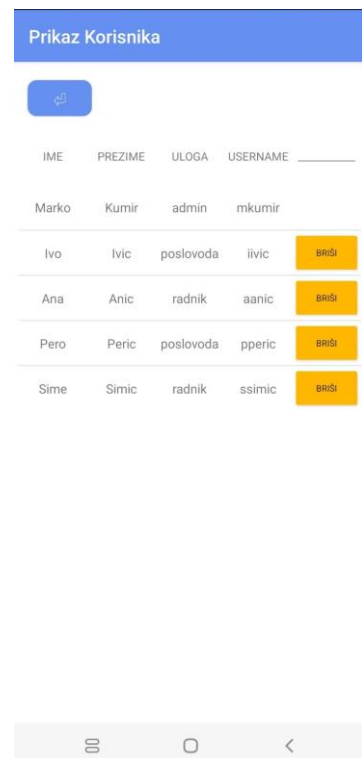 Prikaz Korisnika
⏎
IME PREZIME ULOGA USERNAME ________
Marko Kumir admin mkumir
Ivo Ivic poslovoda iivic BRIŠI
Ana Anic radnik aanic BRIŠI
Pero Peric poslovoda pperic BRIŠI
Sime Simic radnik ssimic BRIŠI